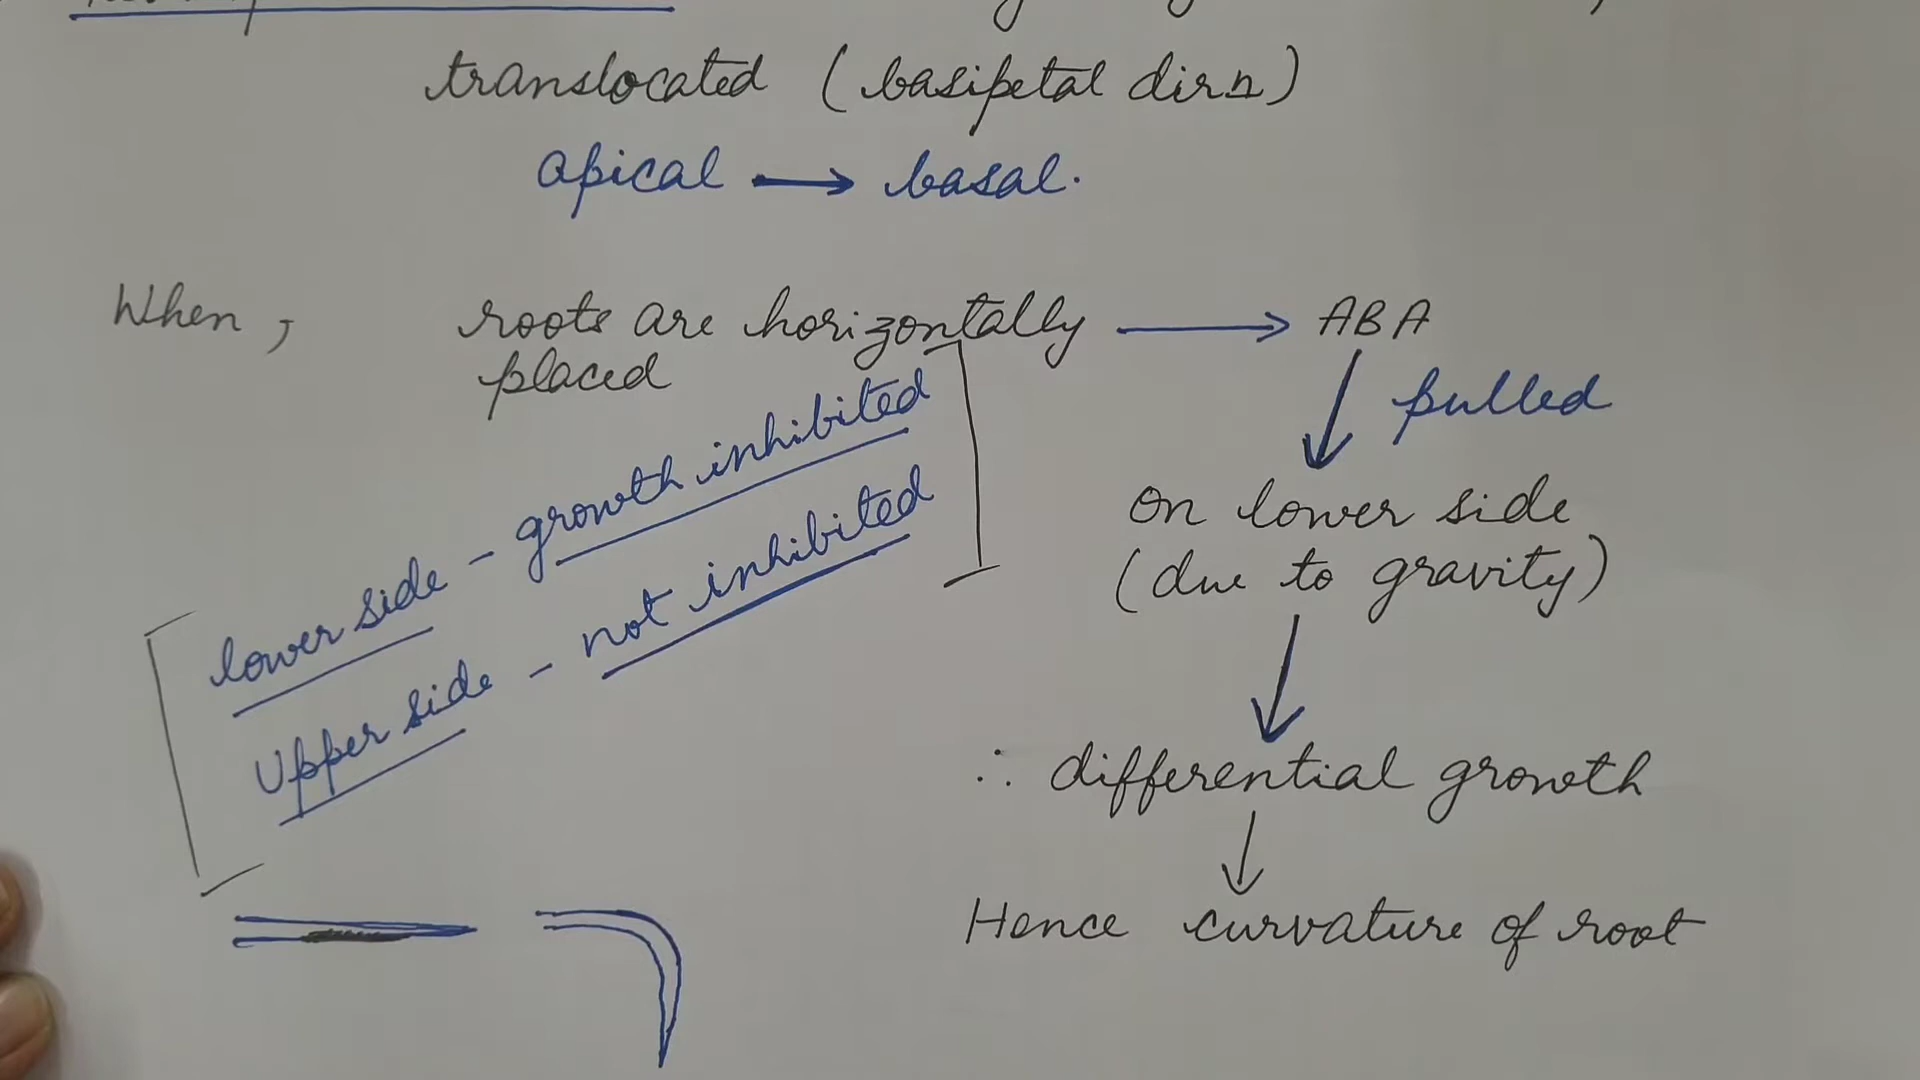 translocated (basipetal dirn)
apical → basal.
When, roots are horizontally → ABA
placed
pulled
lower side - growth inhibited
Upper side - not inhibited
on lower side
(due to gravity)
∴ differential growth
Hence curvature of root